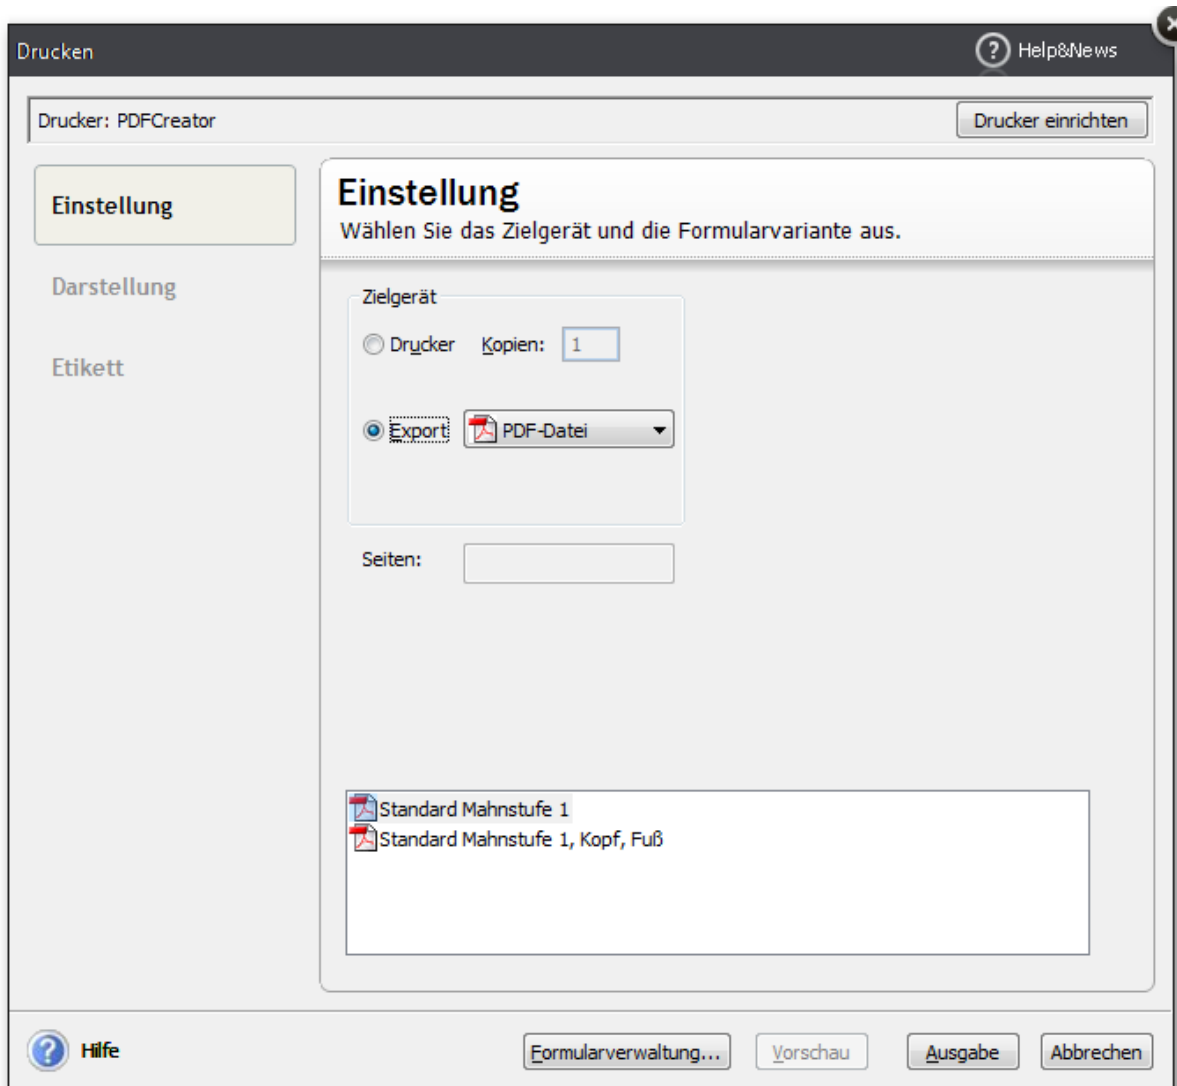 Drucken
Help&News
Drucker: PDFCreator
Drucker einrichten
Einstellung
Darstellung
Etikett
Einstellung
Wählen Sie das Zielgerät und die Formularvariante aus.
Zielgerät
Drucker Kopien: 1
Export PDF-Datei
Seiten:
Standard Mahnstufe 1
Standard Mahnstufe 1, Kopf, Fuß
Hilfe
Formularverwaltung... Vorschau Ausgabe Abbrechen